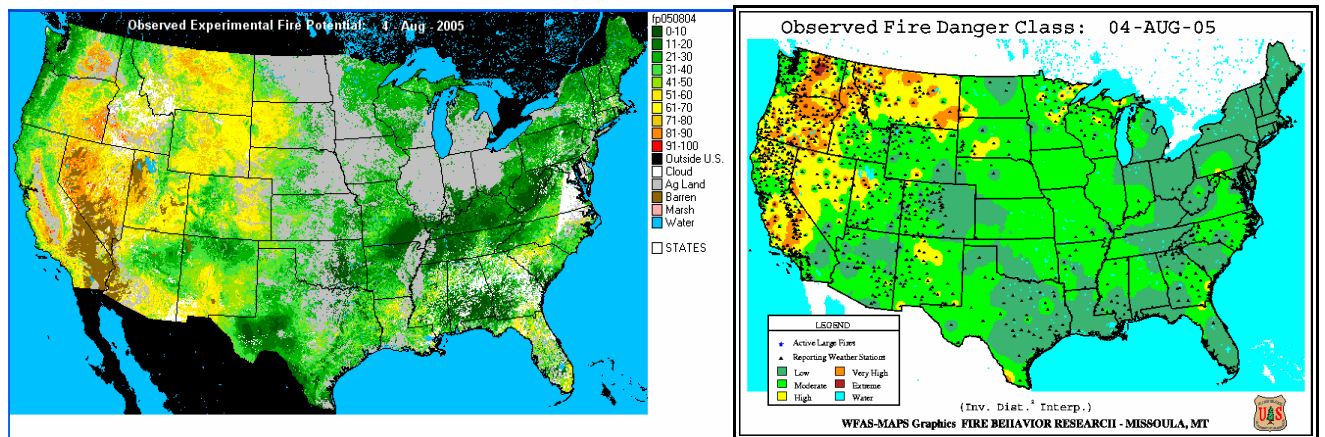 Observed Experimental Fire Potential: 4 - Aug - 2005
fp050804
0-10
11-20
21-30
31-40
41-50
51-60
61-70
71-80
81-90
91-100
Outside U.S.
Cloud
Ag Land
Barren
Marsh
Water
STATES
Observed Fire Danger Class: 04-AUG-05
LEGEND
Active Large Fires
Reporting Weather Stations
Low
Very High
Moderate
Extreme
High
Water
(Inv. Dist.² Interp.)
WFAS-MAPS Graphics FIRE BEHAVIOR RESEARCH - MISSOULA, MT
U S